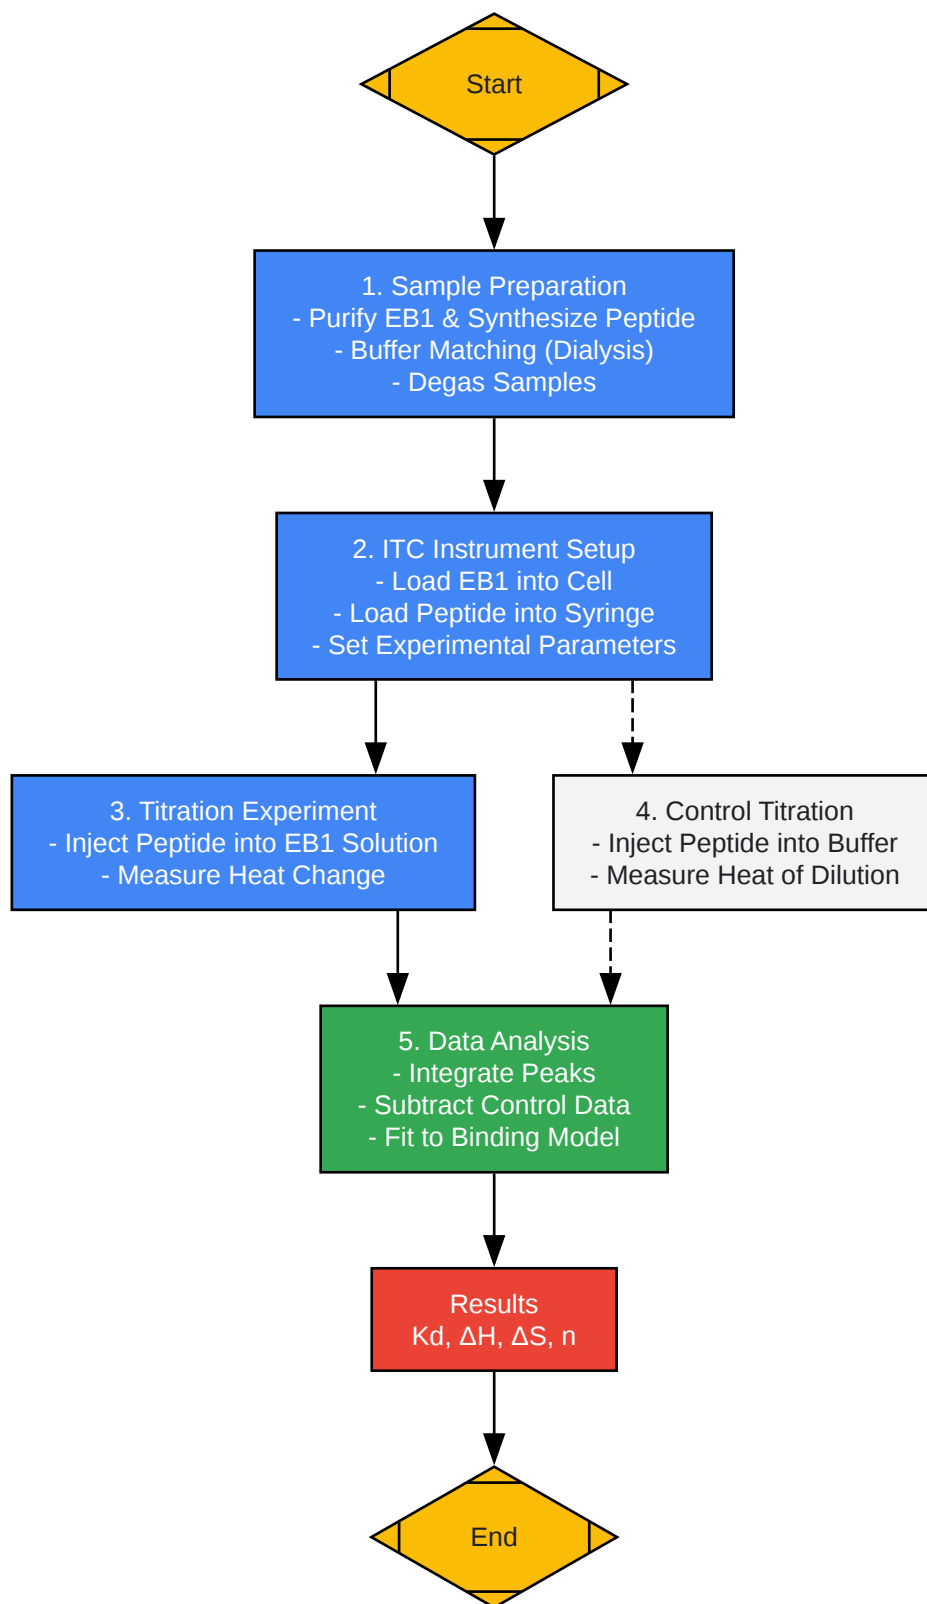 Start
1. Sample Preparation
- Purify EB1 & Synthesize Peptide
- Buffer Matching (Dialysis)
- Degas Samples
2. ITC Instrument Setup
- Load EB1 into Cell
- Load Peptide into Syringe
- Set Experimental Parameters
3. Titration Experiment
- Inject Peptide into EB1 Solution
- Measure Heat Change
4. Control Titration
- Inject Peptide into Buffer
- Measure Heat of Dilution
5. Data Analysis
- Integrate Peaks
- Subtract Control Data
- Fit to Binding Model
Results
Kd, ΔH, ΔS, n
End